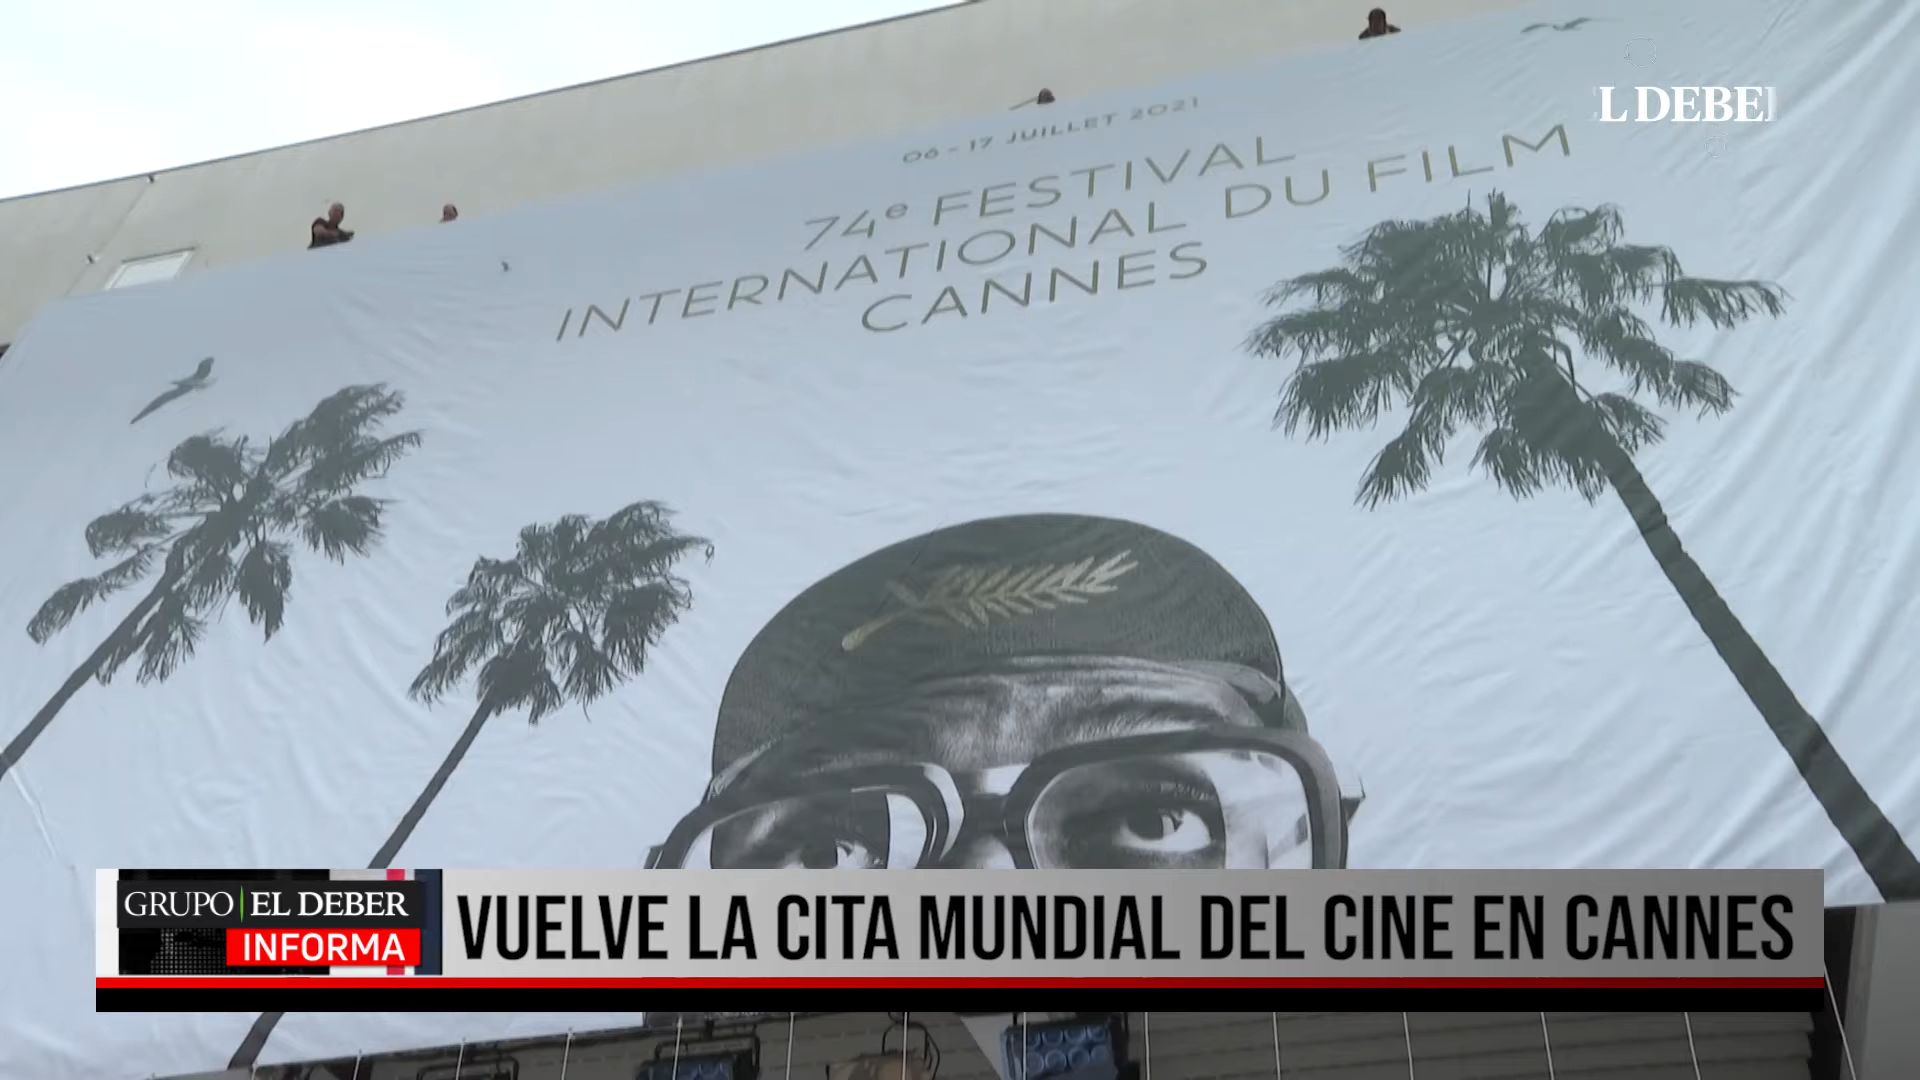 L DEBE
06 - 17 JUILLET 2021
74e FESTIVAL
INTERNATIONAL DU FILM
CANNES
GRUPO EL DEBER
INFORMA
VUELVE LA CITA MUNDIAL DEL CINE EN CANNES